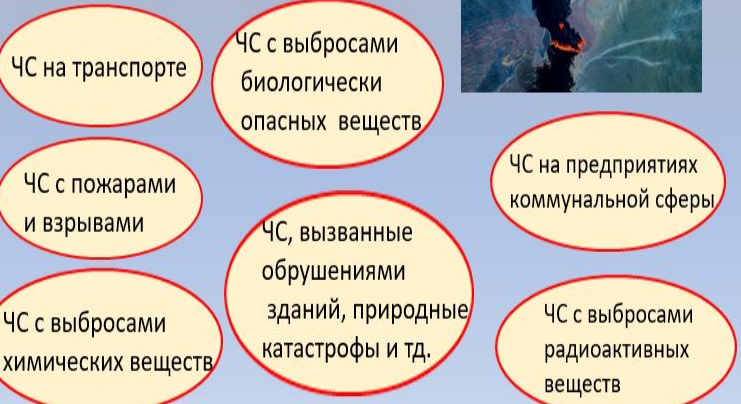 ЧС на транспорте
ЧС с выбросами
биологически
опасных веществ
ЧС с пожарами
и взрывами
ЧС на предприятиях
коммунальной сферы
ЧС, вызванные
обрушениями
зданий, природные
катастрофы и тд.
ЧС с выбросами
химических веществ
ЧС с выбросами
радиоактивных
веществ